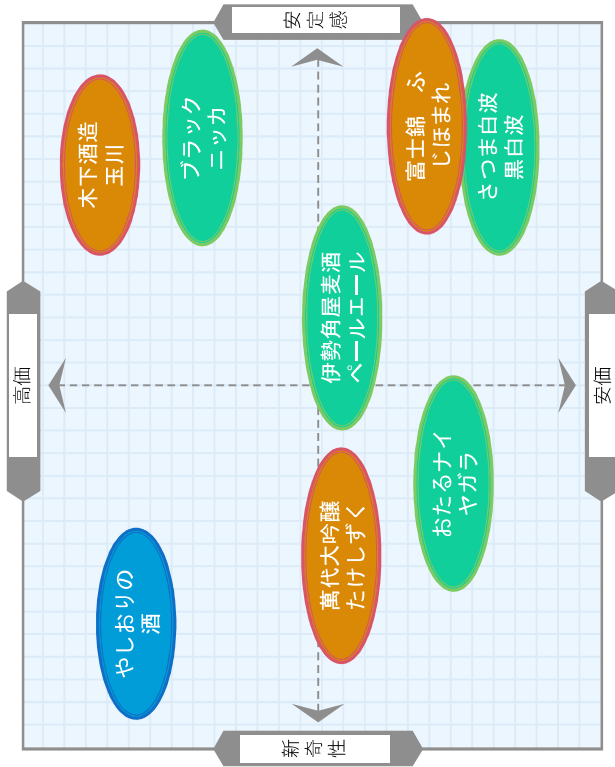 高価
木下酒造
玉川
ブラック
ニッカ
やしおりの
酒
新奇性
安定感
伊勢角屋麦酒
ペールエール
萬代大吟醸
たけしずく
富士錦　ふ
じほまれ
さつま白波
黒白波
おたるナイ
ヤガラ
安価